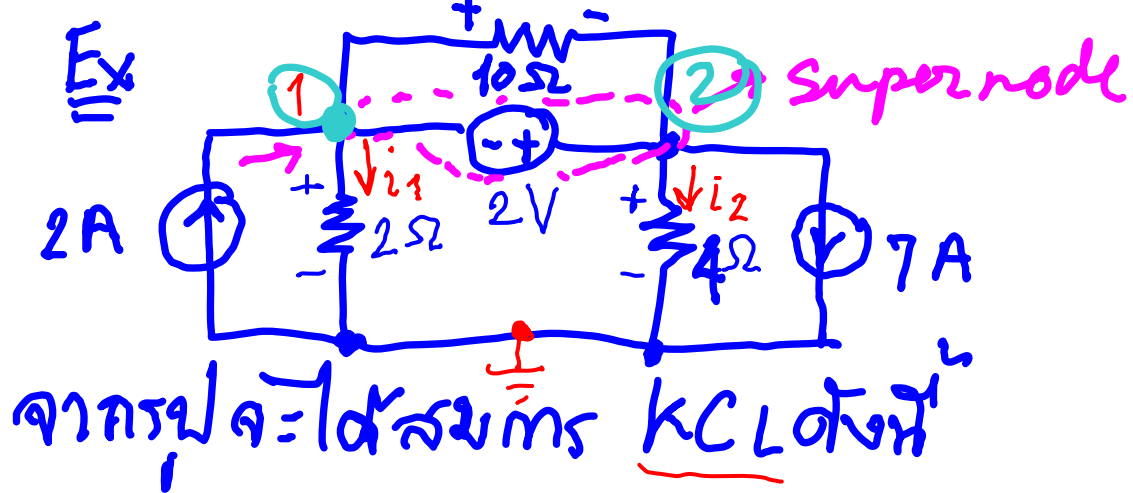 Ex
+ -
10Ω
1
2
supernode
- +
2V
2A
+
i1
2Ω
-
+
i2
4Ω
-
7A
จากรูปจะได้สมการ KCL ดังนี้